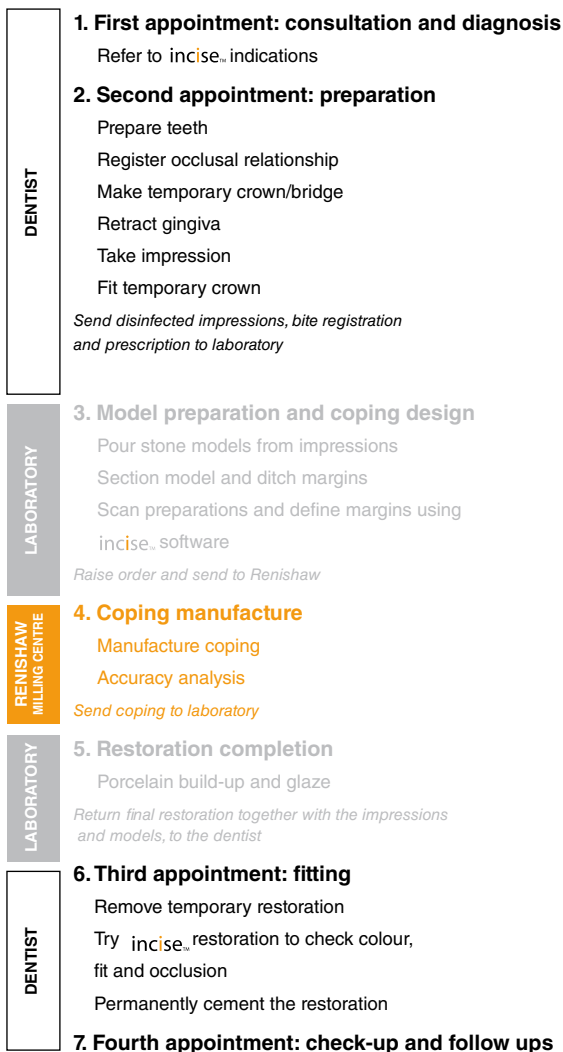 1. First appointment: consultation and diagnosis
Refer to incise™ indications
2. Second appointment: preparation
Prepare teeth
Register occlusal relationship
Make temporary crown/bridge
Retract gingiva
Take impression
Fit temporary crown
Send disinfected impressions, bite registration
and prescription to laboratory
DENTIST
3. Model preparation and coping design
Pour stone models from impressions
Section model and ditch margins
Scan preparations and define margins using
incise™ software
Raise order and send to Renishaw
LABORATORY
4. Coping manufacture
Manufacture coping
Accuracy analysis
Send coping to laboratory
RENISHAW
MILLING CENTRE
5. Restoration completion
Porcelain build-up and glaze
Return final restoration together with the impressions
and models, to the dentist
LABORATORY
6. Third appointment: fitting
Remove temporary restoration
Try incise™ restoration to check colour,
fit and occlusion
Permanently cement the restoration
DENTIST
7. Fourth appointment: check-up and follow ups